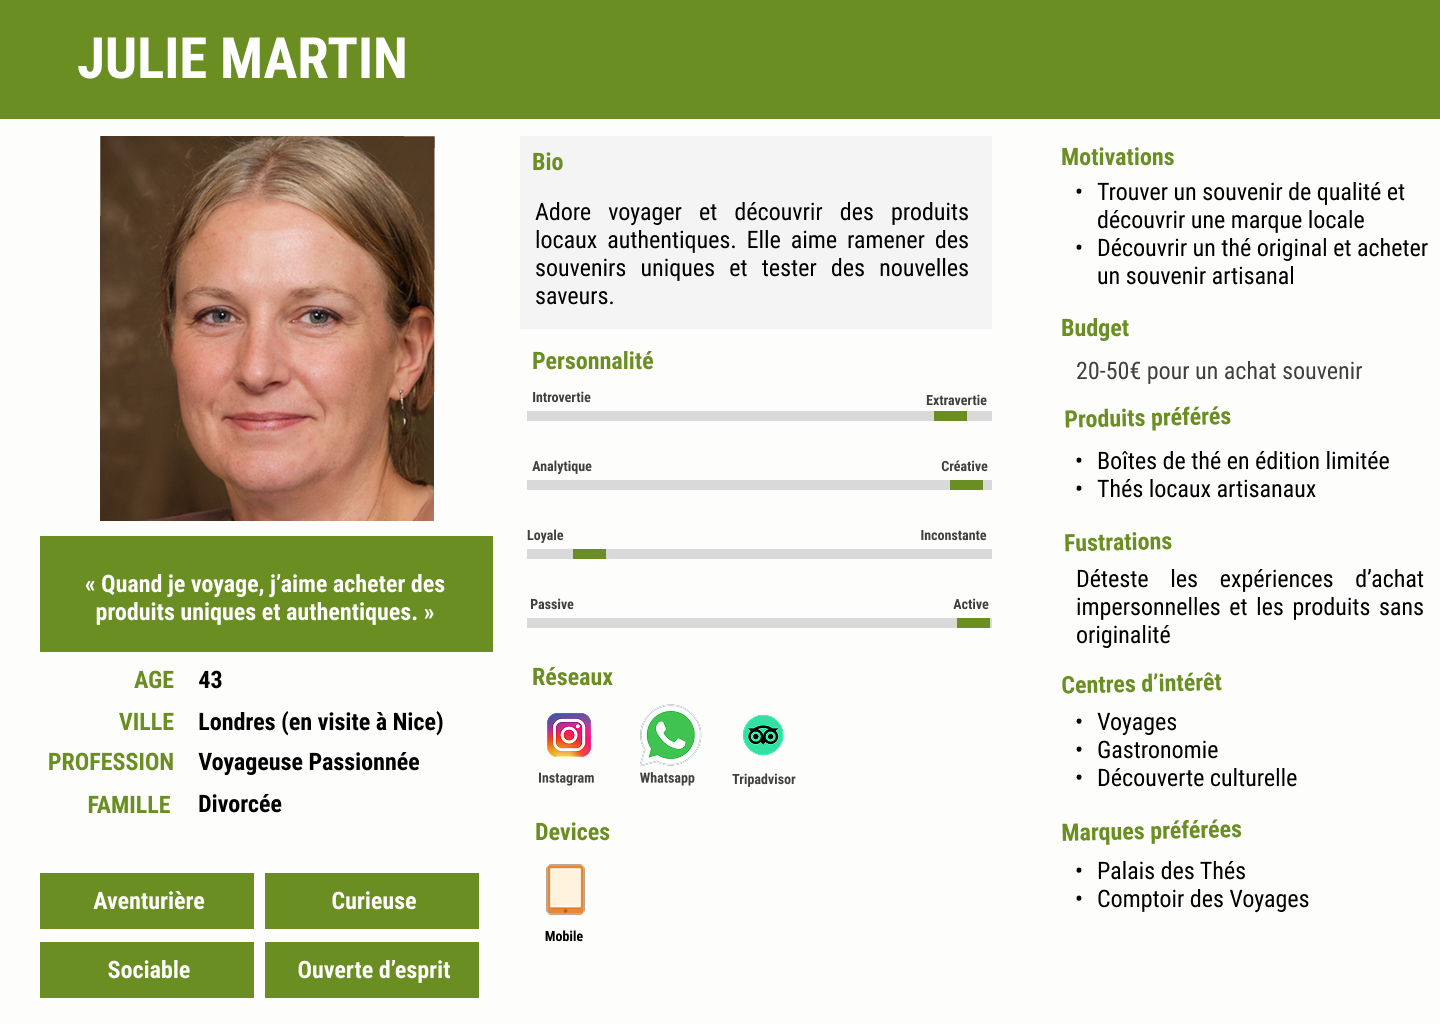 JULIE MARTIN
« Quand je voyage, j’aime acheter des
produits uniques et authentiques. »
AGE 43
VILLE Londres (en visite à Nice)
PROFESSION Voyageuse Passionnée
FAMILLE Divorcée
Aventurière Curieuse
Sociable Ouverte d’esprit
Bio
Adore voyager et découvrir des produits
locaux authentiques. Elle aime ramener des
souvenirs uniques et tester des nouvelles
saveurs.
Personnalité
Introvertie Extravertie
Analytique Créative
Loyale Inconstante
Passive Active
Réseaux
Instagram Whatsapp Tripadvisor
Devices
Mobile
Motivations
• Trouver un souvenir de qualité et
découvrir une marque locale
• Découvrir un thé original et acheter
un souvenir artisanal
Budget
20-50€ pour un achat souvenir
Produits préférés
• Boîtes de thé en édition limitée
• Thés locaux artisanaux
Fustrations
Déteste les expériences d’achat
impersonnelles et les produits sans
originalité
Centres d’intérêt
• Voyages
• Gastronomie
• Découverte culturelle
Marques préférées
• Palais des Thés
• Comptoir des Voyages